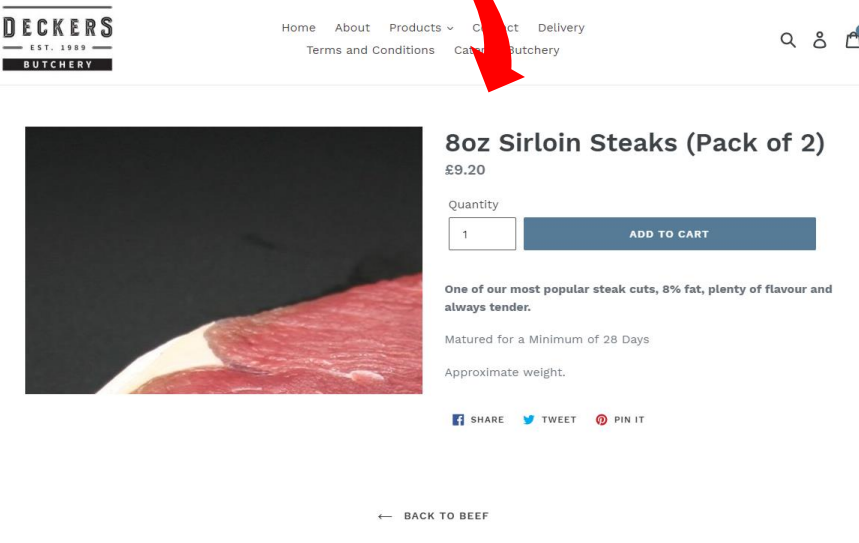 DECKERS
EST. 1989
BUTCHERY
Home About Products Delivery
Terms and Conditions Butchery
8oz Sirloin Steaks (Pack of 2)
£9.20
Quantity
1 ADD TO CART
One of our most popular steak cuts, 8% fat, plenty of flavour and
always tender.
Matured for a Minimum of 28 Days
Approximate weight.
SHARE TWEET PIN IT
← BACK TO BEEF